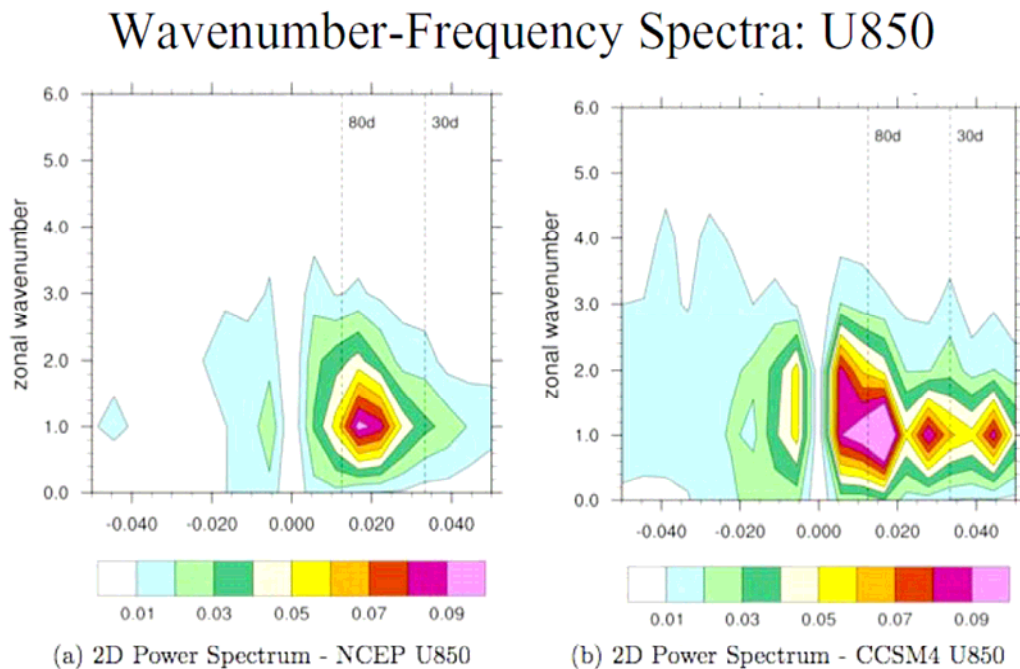 Wavenumber-Frequency Spectra: U850
zonal wavenumber
6.0
5.0
4.0
3.0
2.0
1.0
0.0
80d 30d
-0.040 -0.020 0.000 0.020 0.040
0.01 0.03 0.05 0.07 0.09
(a) 2D Power Spectrum - NCEP U850
zonal wavenumber
6.0
5.0
4.0
3.0
2.0
1.0
0.0
80d 30d
-0.040 -0.020 0.000 0.020 0.040
0.01 0.03 0.05 0.07 0.09
(b) 2D Power Spectrum - CCSM4 U850